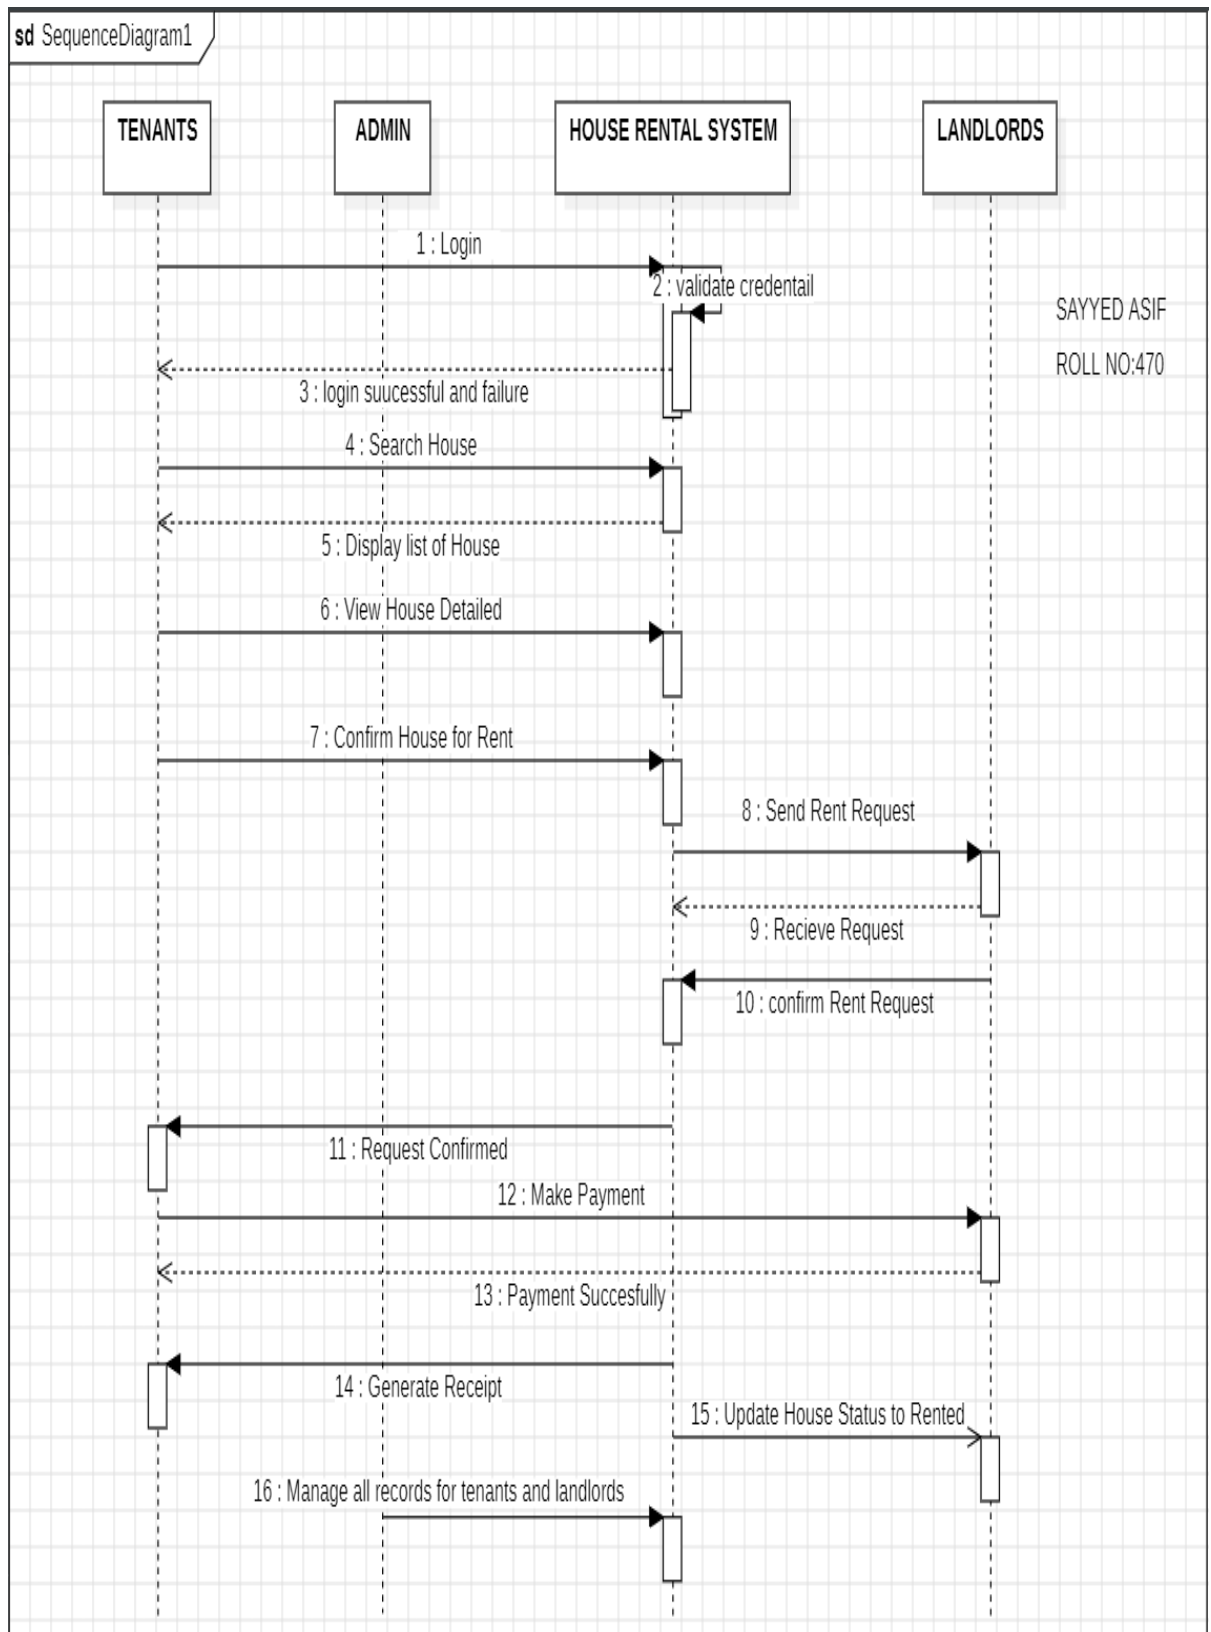 sd SequenceDiagram1
TENANTS
ADMIN
HOUSE RENTAL SYSTEM
LANDLORDS
1 : Login
2 : validate credentail
SAYYED ASIF
ROLL NO:470
3 : login suucessful and failure
4 : Search House
5 : Display list of House
6 : View House Detailed
7 : Confirm House for Rent
8 : Send Rent Request
9 : Recieve Request
10 : confirm Rent Request
11 : Request Confirmed
12 : Make Payment
13 : Payment Succesfully
14 : Generate Receipt
15 : Update House Status to Rented
16 : Manage all records for tenants and landlords